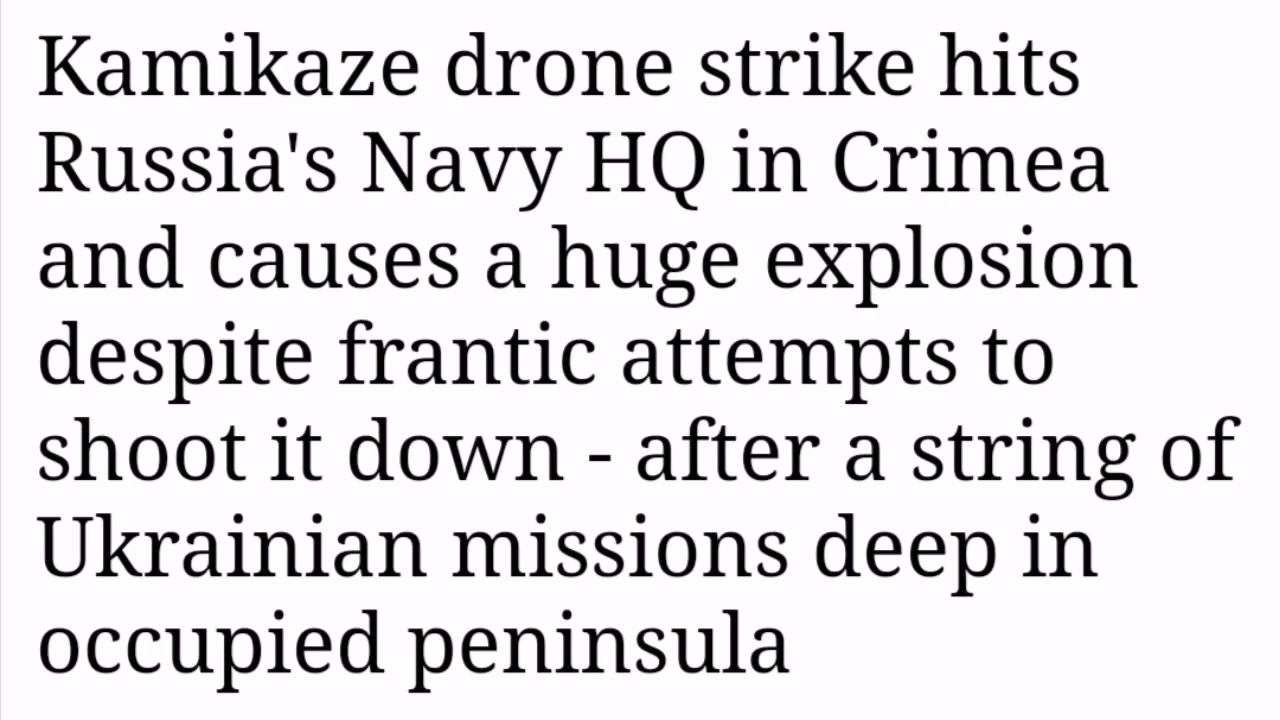 Kamikaze drone strike hits
Russia's Navy HQ in Crimea
and causes a huge explosion
despite frantic attempts to
shoot it down - after a string of
Ukrainian missions deep in
occupied peninsula